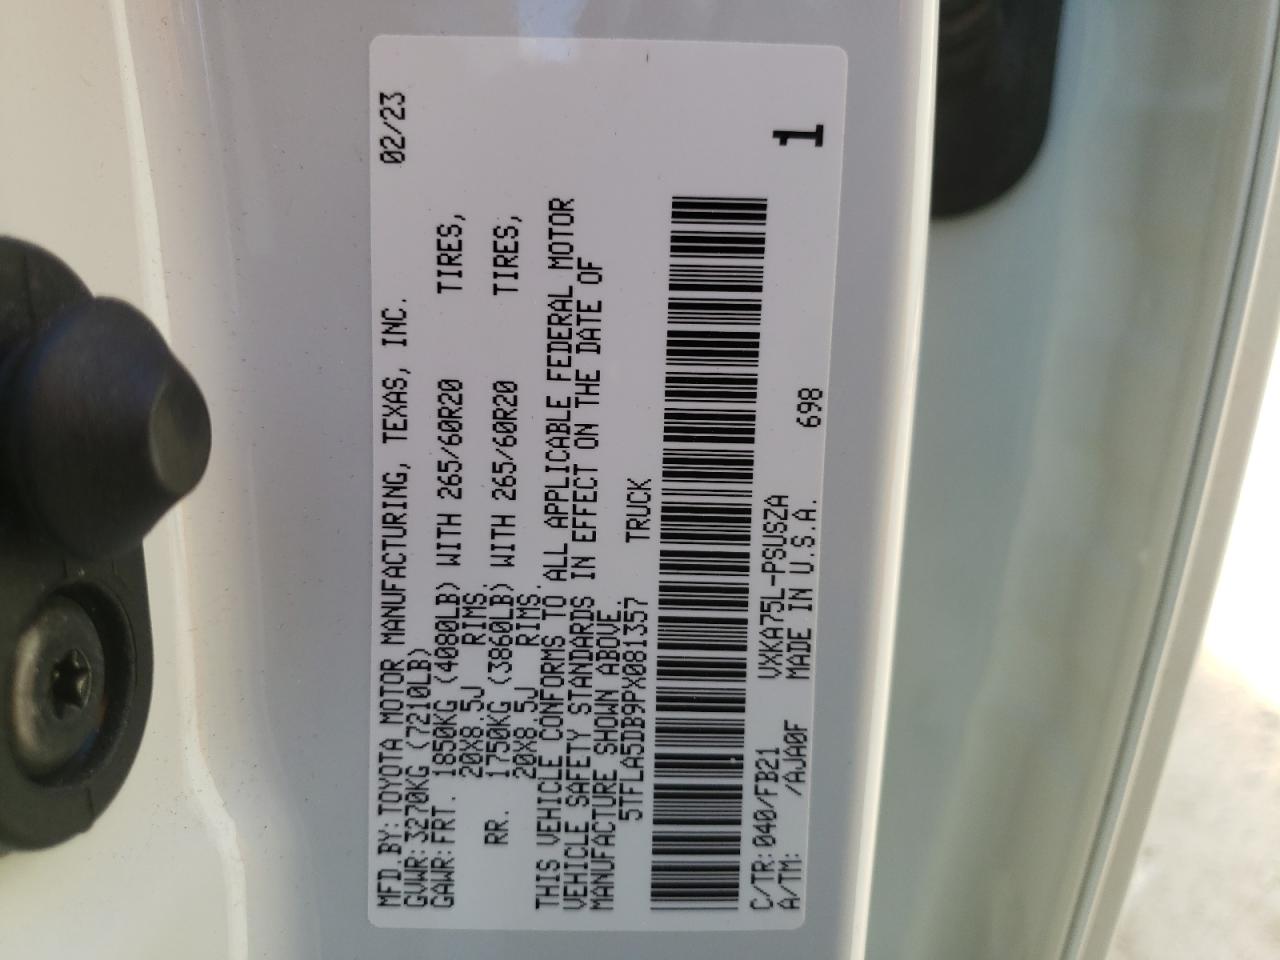 MFD.BY:TOYOTA MOTOR MANUFACTURING, TEXAS, INC. 02/23
GVWR:3270KG (7210LB)
GAWR:FRT. 1850KG (4080LB) WITH 265/60R20 TIRES,
20X8.5J RIMS.
RR. 1750KG (3860LB) WITH 265/60R20 TIRES,
20X8.5J RIMS.
THIS VEHICLE CONFORMS TO ALL APPLICABLE FEDERAL MOTOR
VEHICLE SAFETY STANDARDS IN EFFECT ON THE DATE OF
MANUFACTURE SHOWN ABOVE.
5TFLA5DB9PX081357 TRUCK
C/TR:040/FB21 VXKA75L-PSUSZA
A/TM: /AJA0F MADE IN U.S.A. 698
1